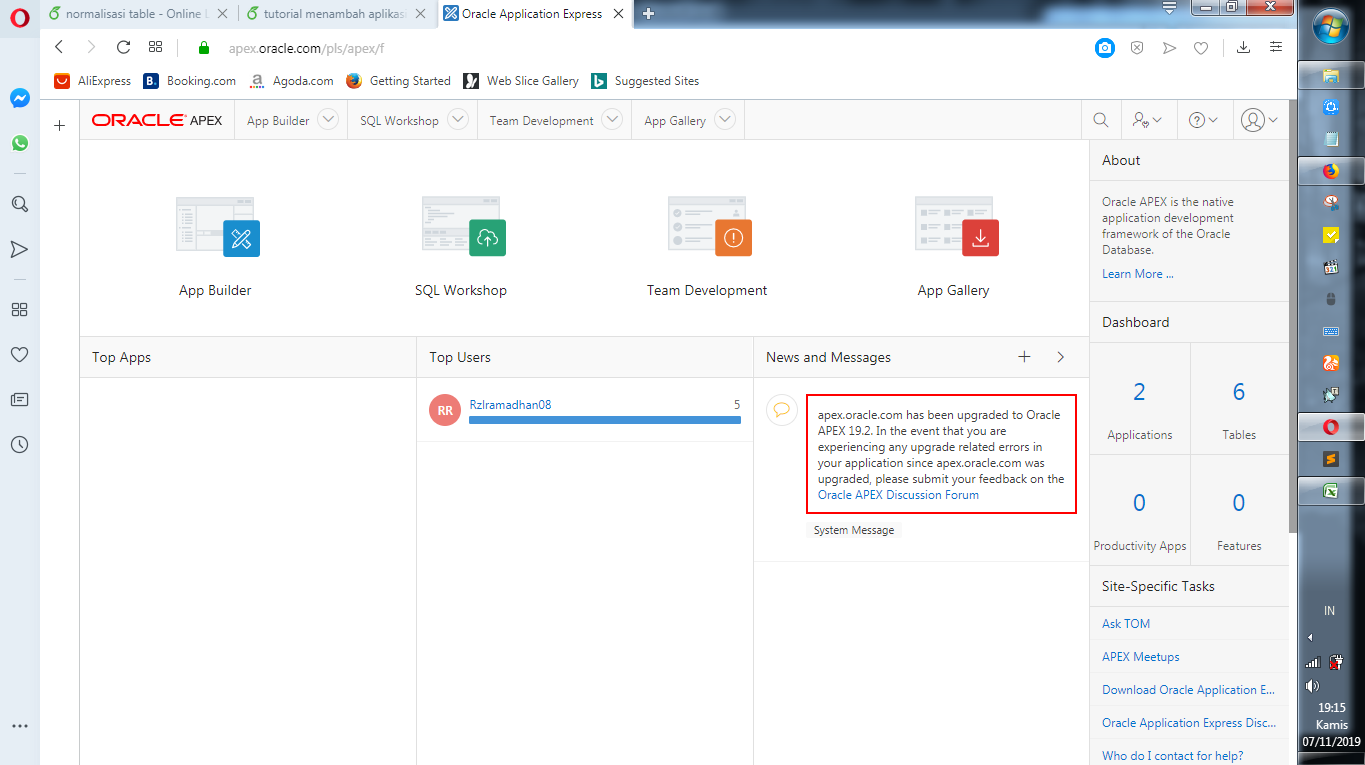 normalisasi table - Online L
tutorial menambah aplikasi
Oracle Application Express
apex.oracle.com/pls/apex/f
AliExpress
B.
Booking.com
a
Agoda.com
Getting Started
Web Slice Gallery
b
Suggested Sites
ORACLE APEX
App Builder
SQL Workshop
Team Development
App Gallery
App Builder
SQL Workshop
Team Development
App Gallery
About
Oracle APEX is the native
application development
framework of the Oracle
Database.
Learn More ...
Dashboard
2
Applications
6
Tables
0
Productivity Apps
0
Features
Site-Specific Tasks
Ask TOM
APEX Meetups
Download Oracle Application E...
Oracle Application Express Disc...
Who do I contact for help?
Top Apps
Top Users
RR
Rzlramadhan08
5
News and Messages
apex.oracle.com has been upgraded to Oracle
APEX 19.2. In the event that you are
experiencing any upgrade related errors in
your application since apex.oracle.com was
upgraded, please submit your feedback on the
Oracle APEX Discussion Forum
System Message
321
IN
19:15
Kamis
07/11/2019